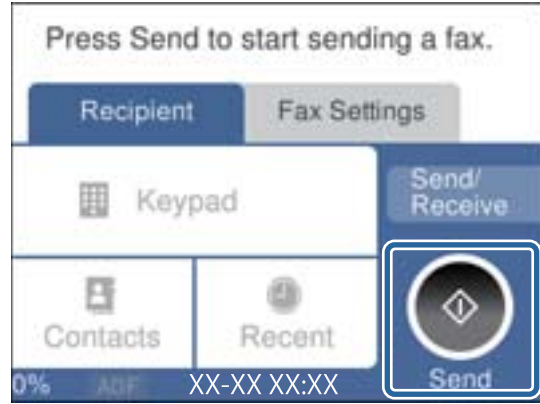 Press Send to start sending a fax.
Recipient
Fax Settings
Keypad
Send/
Receive
Contacts
Recent
0%
ADF
XX-XX XX:XX
Send